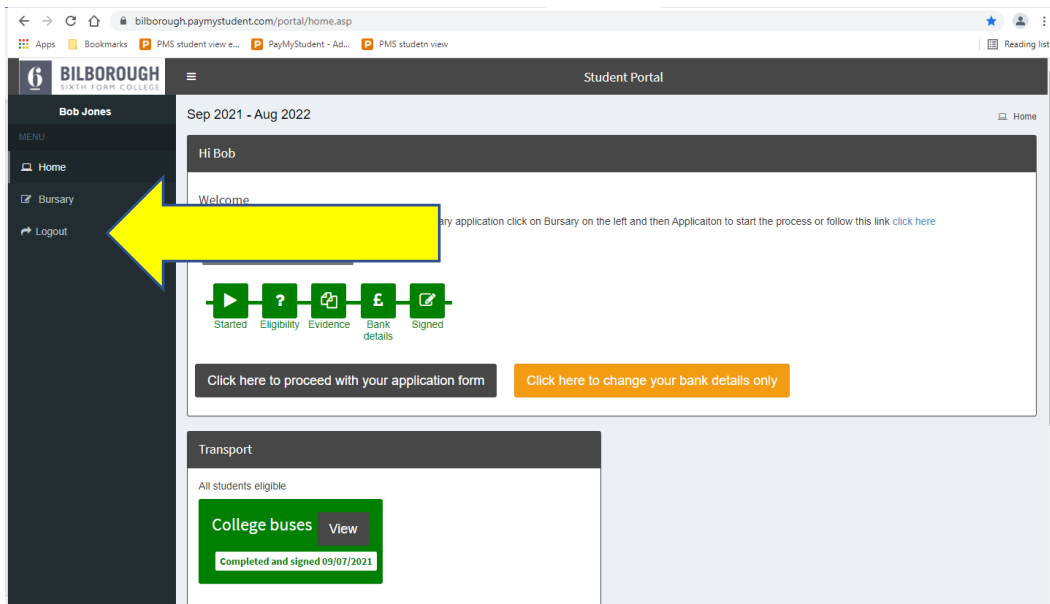 bilborough.paymystudent.com/portal/home.asp
Apps Bookmarks PMS student view e... PayMyStudent - Ad... PMS studetn view Reading list
6 BILBOROUGH
SIXTH FORM COLLEGE
Student Portal
Bob Jones
Sep 2021 - Aug 2022
Home
MENU
Home
Bursary
Logout
Hi Bob
Welcome
ary application click on Bursary on the left and then Applicaiton to start the process or follow this link click here
? £
Started Eligibility Evidence Bank details Signed
Click here to proceed with your application form Click here to change your bank details only
Transport
All students eligible
College buses View
Completed and signed 09/07/2021